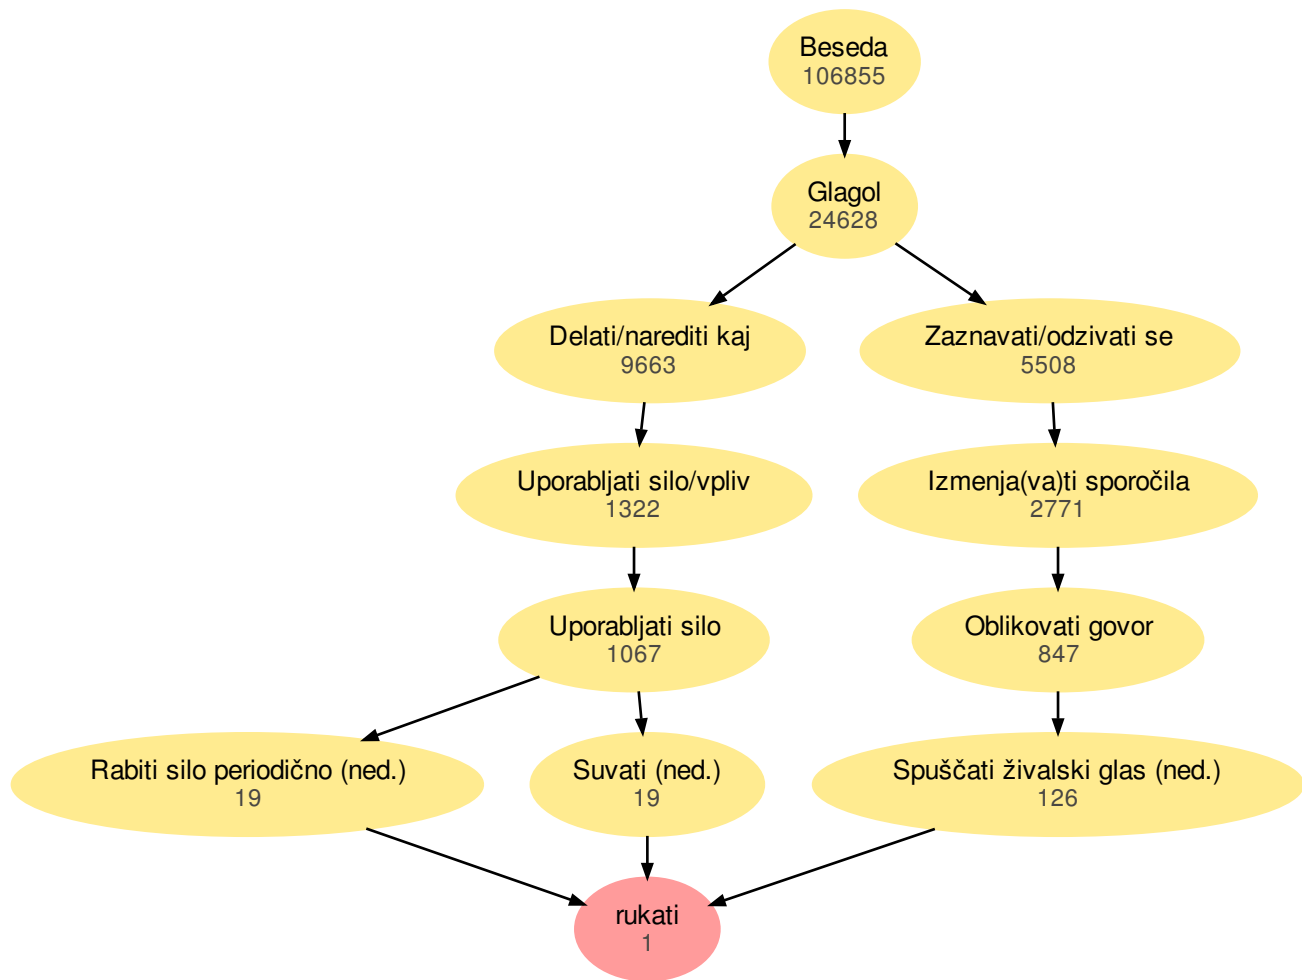 Beseda
106855
Glagol
24628
Delati/narediti kaj
9663
Zaznavati/odzivati se
5508
Uporabljati silo/vpliv
1322
Izmenja(va)ti sporočila
2771
Uporabljati silo
1067
Oblikovati govor
847
Rabiti silo periodično (ned.)
19
Suvati (ned.)
19
Spuščati živalski glas (ned.)
126
rukati
1